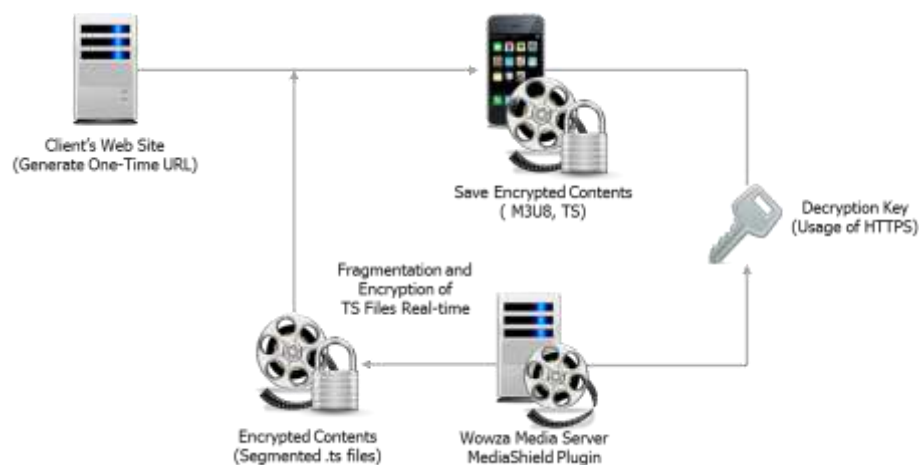 Client's Web Site
(Generate One-Time URL)
Save Encrypted Contents
( M3U8, TS)
Decryption Key
(Usage of HTTPS)
Fragmentation and
Encryption of
TS Files Real-time
Encrypted Contents
(Segmented .ts files)
Wowza Media Server
MediaShield Plugin